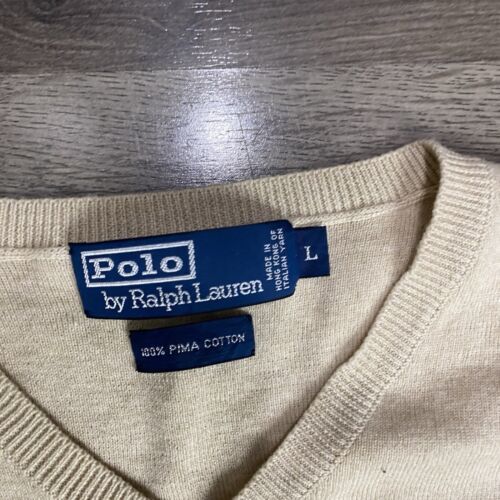 Polo
by Ralph Lauren
MADE IN
HONG KONG OF
ITALIAN YARN
L
100% PIMA COTTON